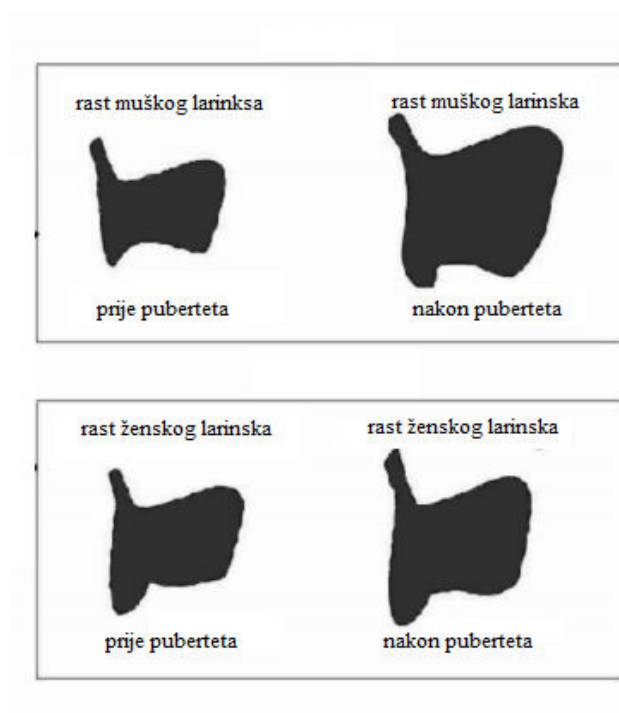 rast muškog larinksa
rast muškog larinska
prije puberteta
nakon puberteta
rast ženskog larinska
rast ženskog larinska
prije puberteta
nakon puberteta